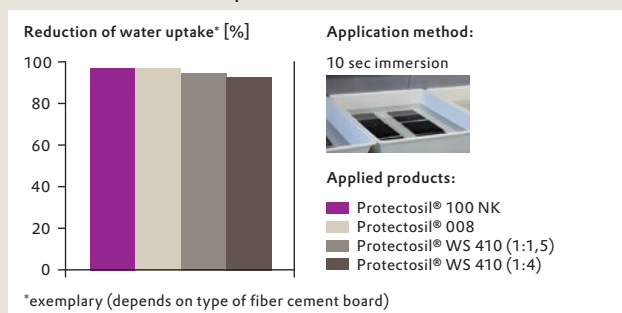 Reduction of water uptake* [%]
100
80
60
40
20
0
Application method:
10 sec immersion
Applied products:
Protectosil® 100 NK
Protectosil® 008
Protectosil® WS 410 (1:1,5)
Protectosil® WS 410 (1:4)
*exemplary (depends on type of fiber cement board)